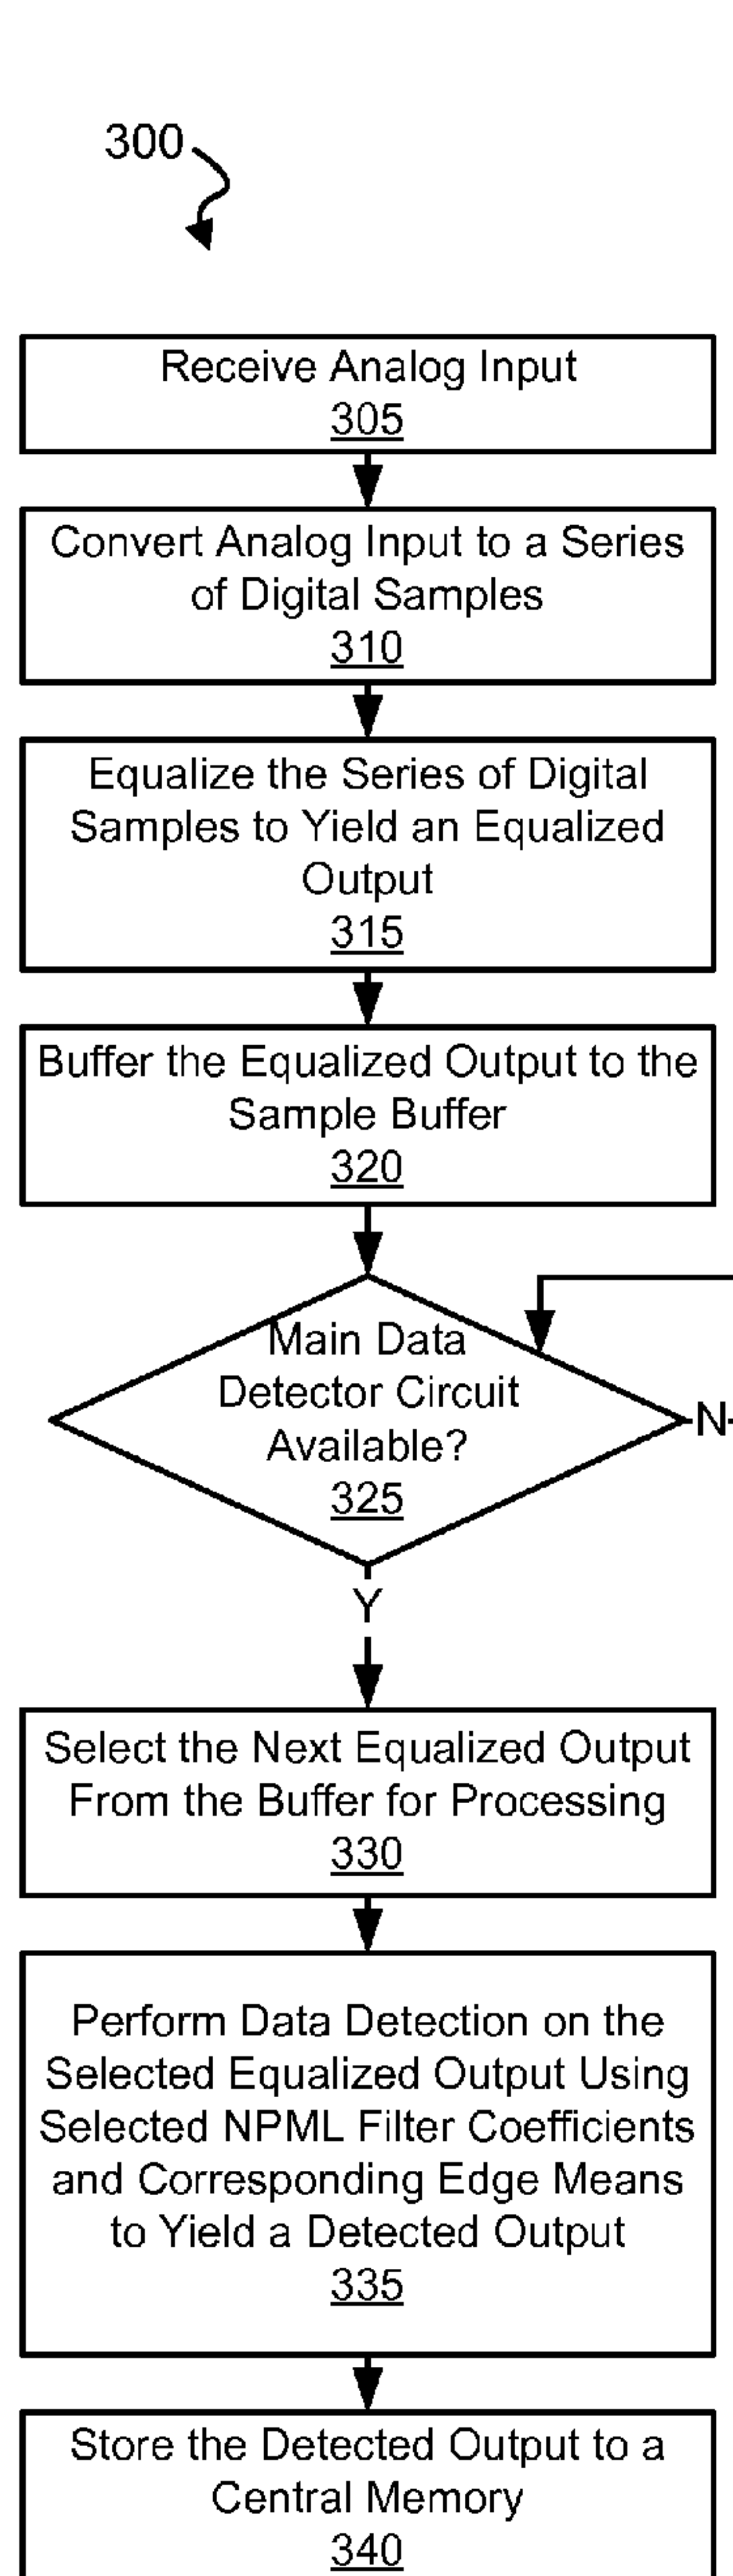 300
Receive Analog Input
305
Convert Analog Input to a Series
of Digital Samples
310
Equalize the Series of Digital
Samples to Yield an Equalized
Output
315
Buffer the Equalized Output to the
Sample Buffer
320
Main Data
Detector Circuit
Available?
325
N
Y
Select the Next Equalized Output
From the Buffer for Processing
330
Perform Data Detection on the
Selected Equalized Output Using
Selected NPML Filter Coefficients
and Corresponding Edge Means
to Yield a Detected Output
335
Store the Detected Output to a
Central Memory
340